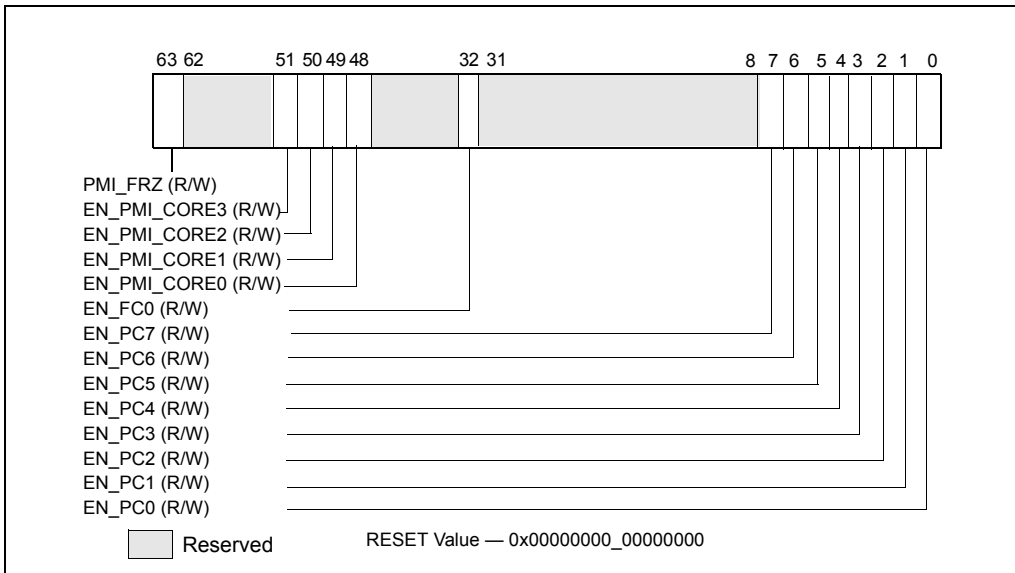 63 62 51 50 49 48 32 31 8 7 6 5 4 3 2 1 0
PMI_FRZ (R/W)
EN_PMI_CORE3 (R/W)
EN_PMI_CORE2 (R/W)
EN_PMI_CORE1 (R/W)
EN_PMI_CORE0 (R/W)
EN_FC0 (R/W)
EN_PC7 (R/W)
EN_PC6 (R/W)
EN_PC5 (R/W)
EN_PC4 (R/W)
EN_PC3 (R/W)
EN_PC2 (R/W)
EN_PC1 (R/W)
EN_PC0 (R/W)
Reserved RESET Value — 0x00000000_00000000